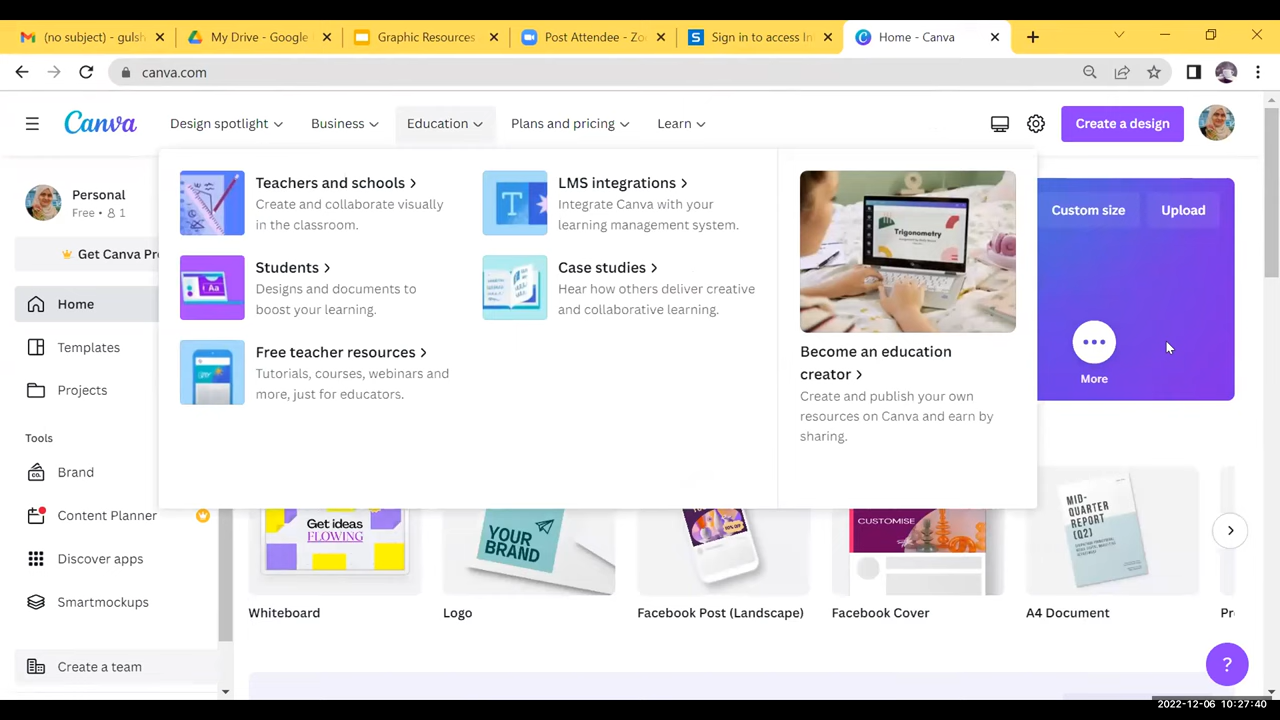 (no subject) - gulsh
My Drive - Google
Graphic Resources
Post Attendee - Zo
Sign in to access In
Home - Canva
canva.com
Canva
Design spotlight
Business
Education
Plans and pricing
Learn
Create a design
Personal
Free • 1
Get Canva Pr
Home
Templates
Projects
Tools
Brand
Content Planner
Discover apps
Smartmockups
Create a team
Teachers and schools
Create and collaborate visually
in the classroom.
Students
Designs and documents to
boost your learning.
Free teacher resources
Tutorials, courses, webinars and
more, just for educators.
LMS integrations
Integrate Canva with your
learning management system.
Case studies
Hear how others deliver creative
and collaborative learning.
Trigonometry
Become an education
creator
Create and publish your own
resources on Canva and earn by
sharing.
Custom size
Upload
More
Get ideas
FLOWING
YOUR
BRAND
CUSTOMISE
MID-
QUARTER
REPORT
(Q2)
Whiteboard
Logo
Facebook Post (Landscape)
Facebook Cover
A4 Document
Pr
?
2022-12-06 10:27:40